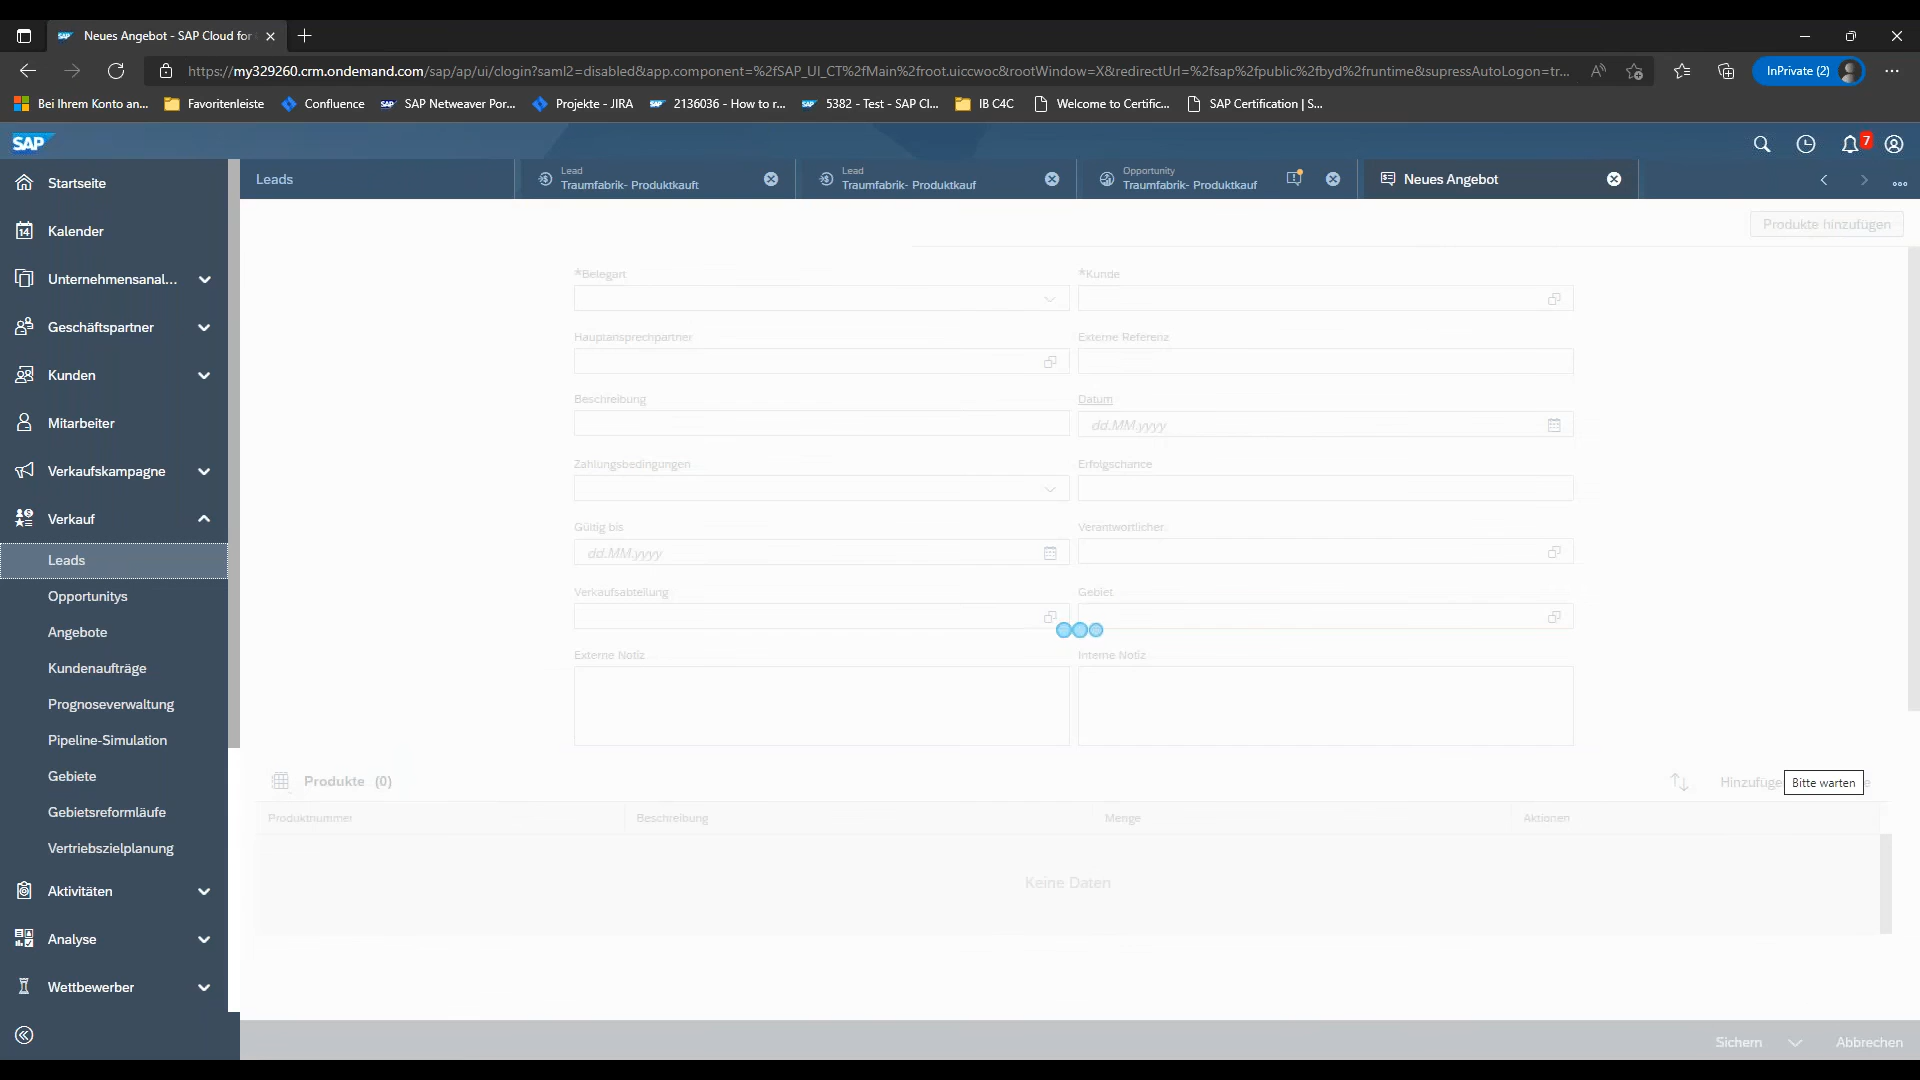 Neues Angebot - SAP Cloud for
https://my329260.crm.ondemand.com/sap/ap/ui/clogin?saml2=disabled&app.component=%2fSAP_UI_CT%2fMain%2froot.uiccwoc&rootWindow=X&redirectUrl=%2fsap%2fpublic%2fbyd%2fruntime&supressAutoLogon=tr...
InPrivate (2)
Bei Ihrem Konto an...
Favoritenleiste
Confluence
SAP Netweaver Por...
Projekte - JIRA
2136036 - How to r...
5382 - Test - SAP Cl...
IB C4C
Welcome to Certific...
SAP Certification | S...
SAP
7
Startseite
14
Kalender
Unternehmensanal...
Geschäftspartner
Kunden
Mitarbeiter
Verkaufskampagne
Verkauf
Leads
Opportunitys
Angebote
Kundenaufträge
Prognoseverwaltung
Pipeline-Simulation
Gebiete
Gebietsreformläufe
Vertriebszielplanung
Aktivitäten
Analyse
Wettbewerber
Leads
Lead
Traumfabrik- Produktkauft
Lead
Traumfabrik- Produktkauf
Opportunity
Traumfabrik- Produktkauf
Neues Angebot
Produkte hinzufügen
*Belegart
*Kunde
Hauptansprechpartner
Externe Referenz
Beschreibung
Datum
dd.MM.yyyy
Zahlungsbedingungen
Erfolgschance
Gültig bis
Verantwortlicher
dd.MM.yyyy
Verkaufsabteilung
Gebiet
Externe Notiz
Interne Notiz
Produkte (0)
Bitte warten
Produktnummer
Beschreibung
Menge
Aktionen
Keine Daten
Sichern
Abbrechen